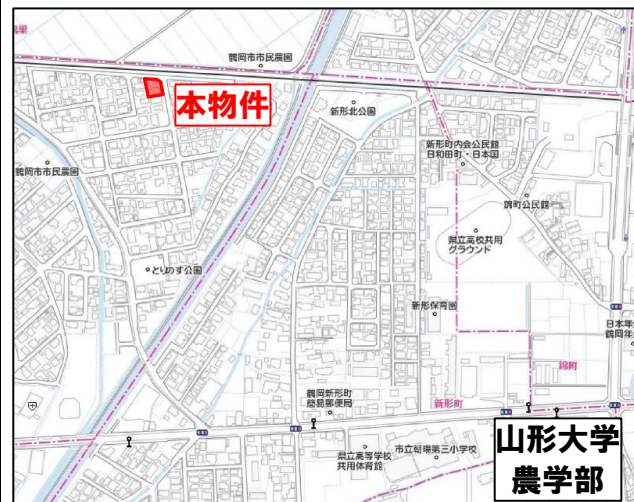 鳥巣
鶴岡市市民農園
本物件
新形北公園
新形町内会公民館
日和田町・日本国
鶴岡市市民農園
錦町公民館
県立高校共用
グラウンド
とりのす公園
新形保育園
日本年
鶴岡年
錦町
鶴岡新形町
簡易郵便局
新形町
山形大学
農学部
県立高等学校
共用体育館
市立朝暘第三小学校